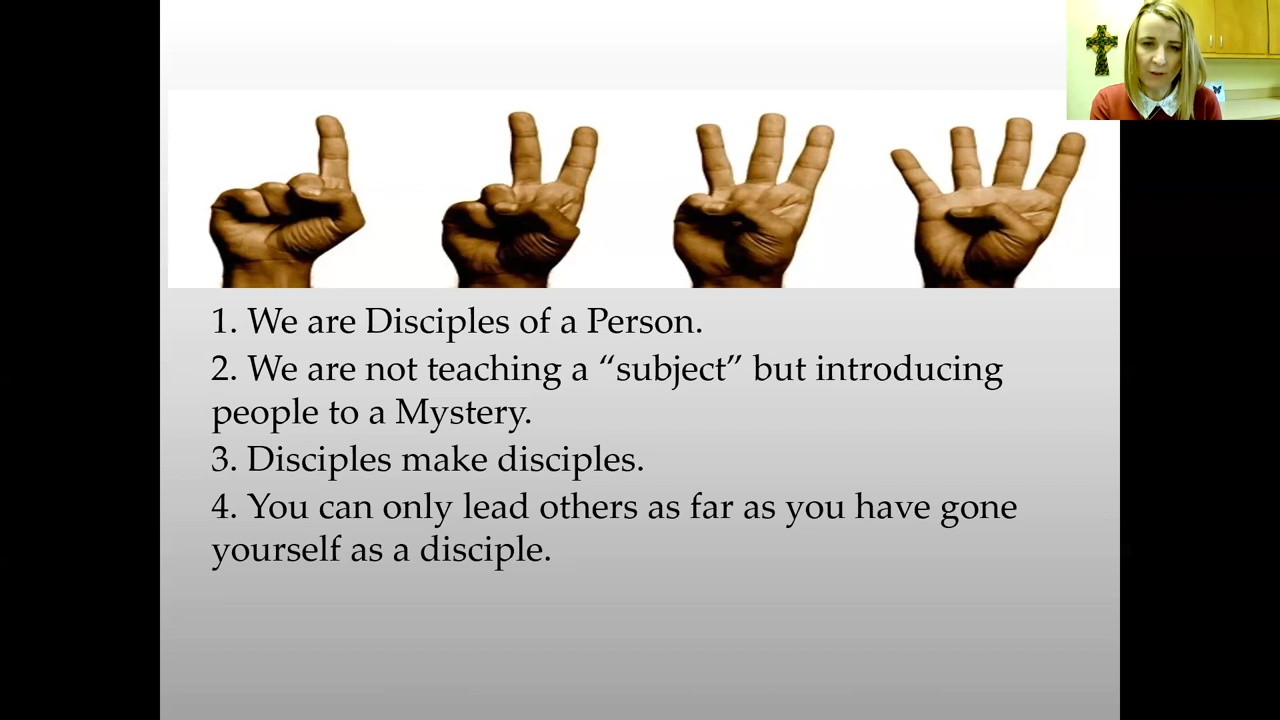 1. We are Disciples of a Person.
2. We are not teaching a “subject” but introducing
people to a Mystery.
3. Disciples make disciples.
4. You can only lead others as far as you have gone
yourself as a disciple.